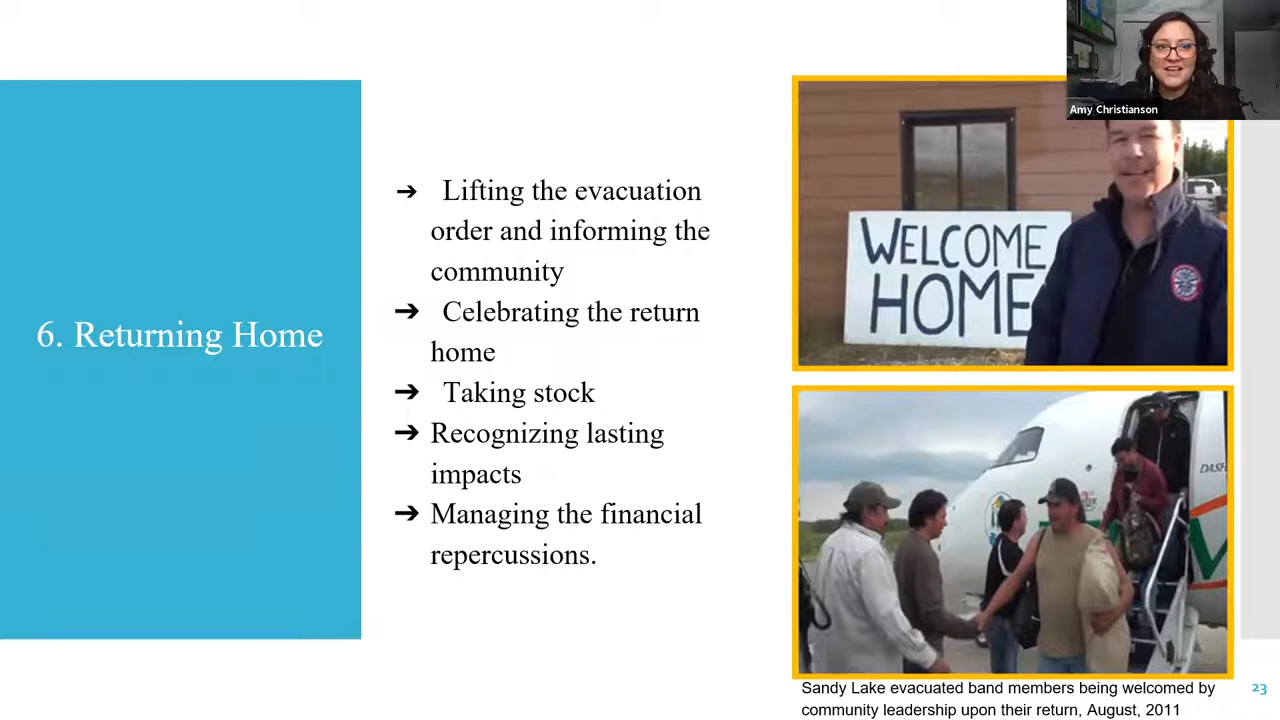 Amy Christianson
6. Returning Home
➔ Lifting the evacuation
order and informing the
community
➔ Celebrating the return
home
➔ Taking stock
➔ Recognizing lasting
impacts
➔ Managing the financial
repercussions.
WELCOME
HOME
DASH
Sandy Lake evacuated band members being welcomed by
community leadership upon their return, August, 2011
23